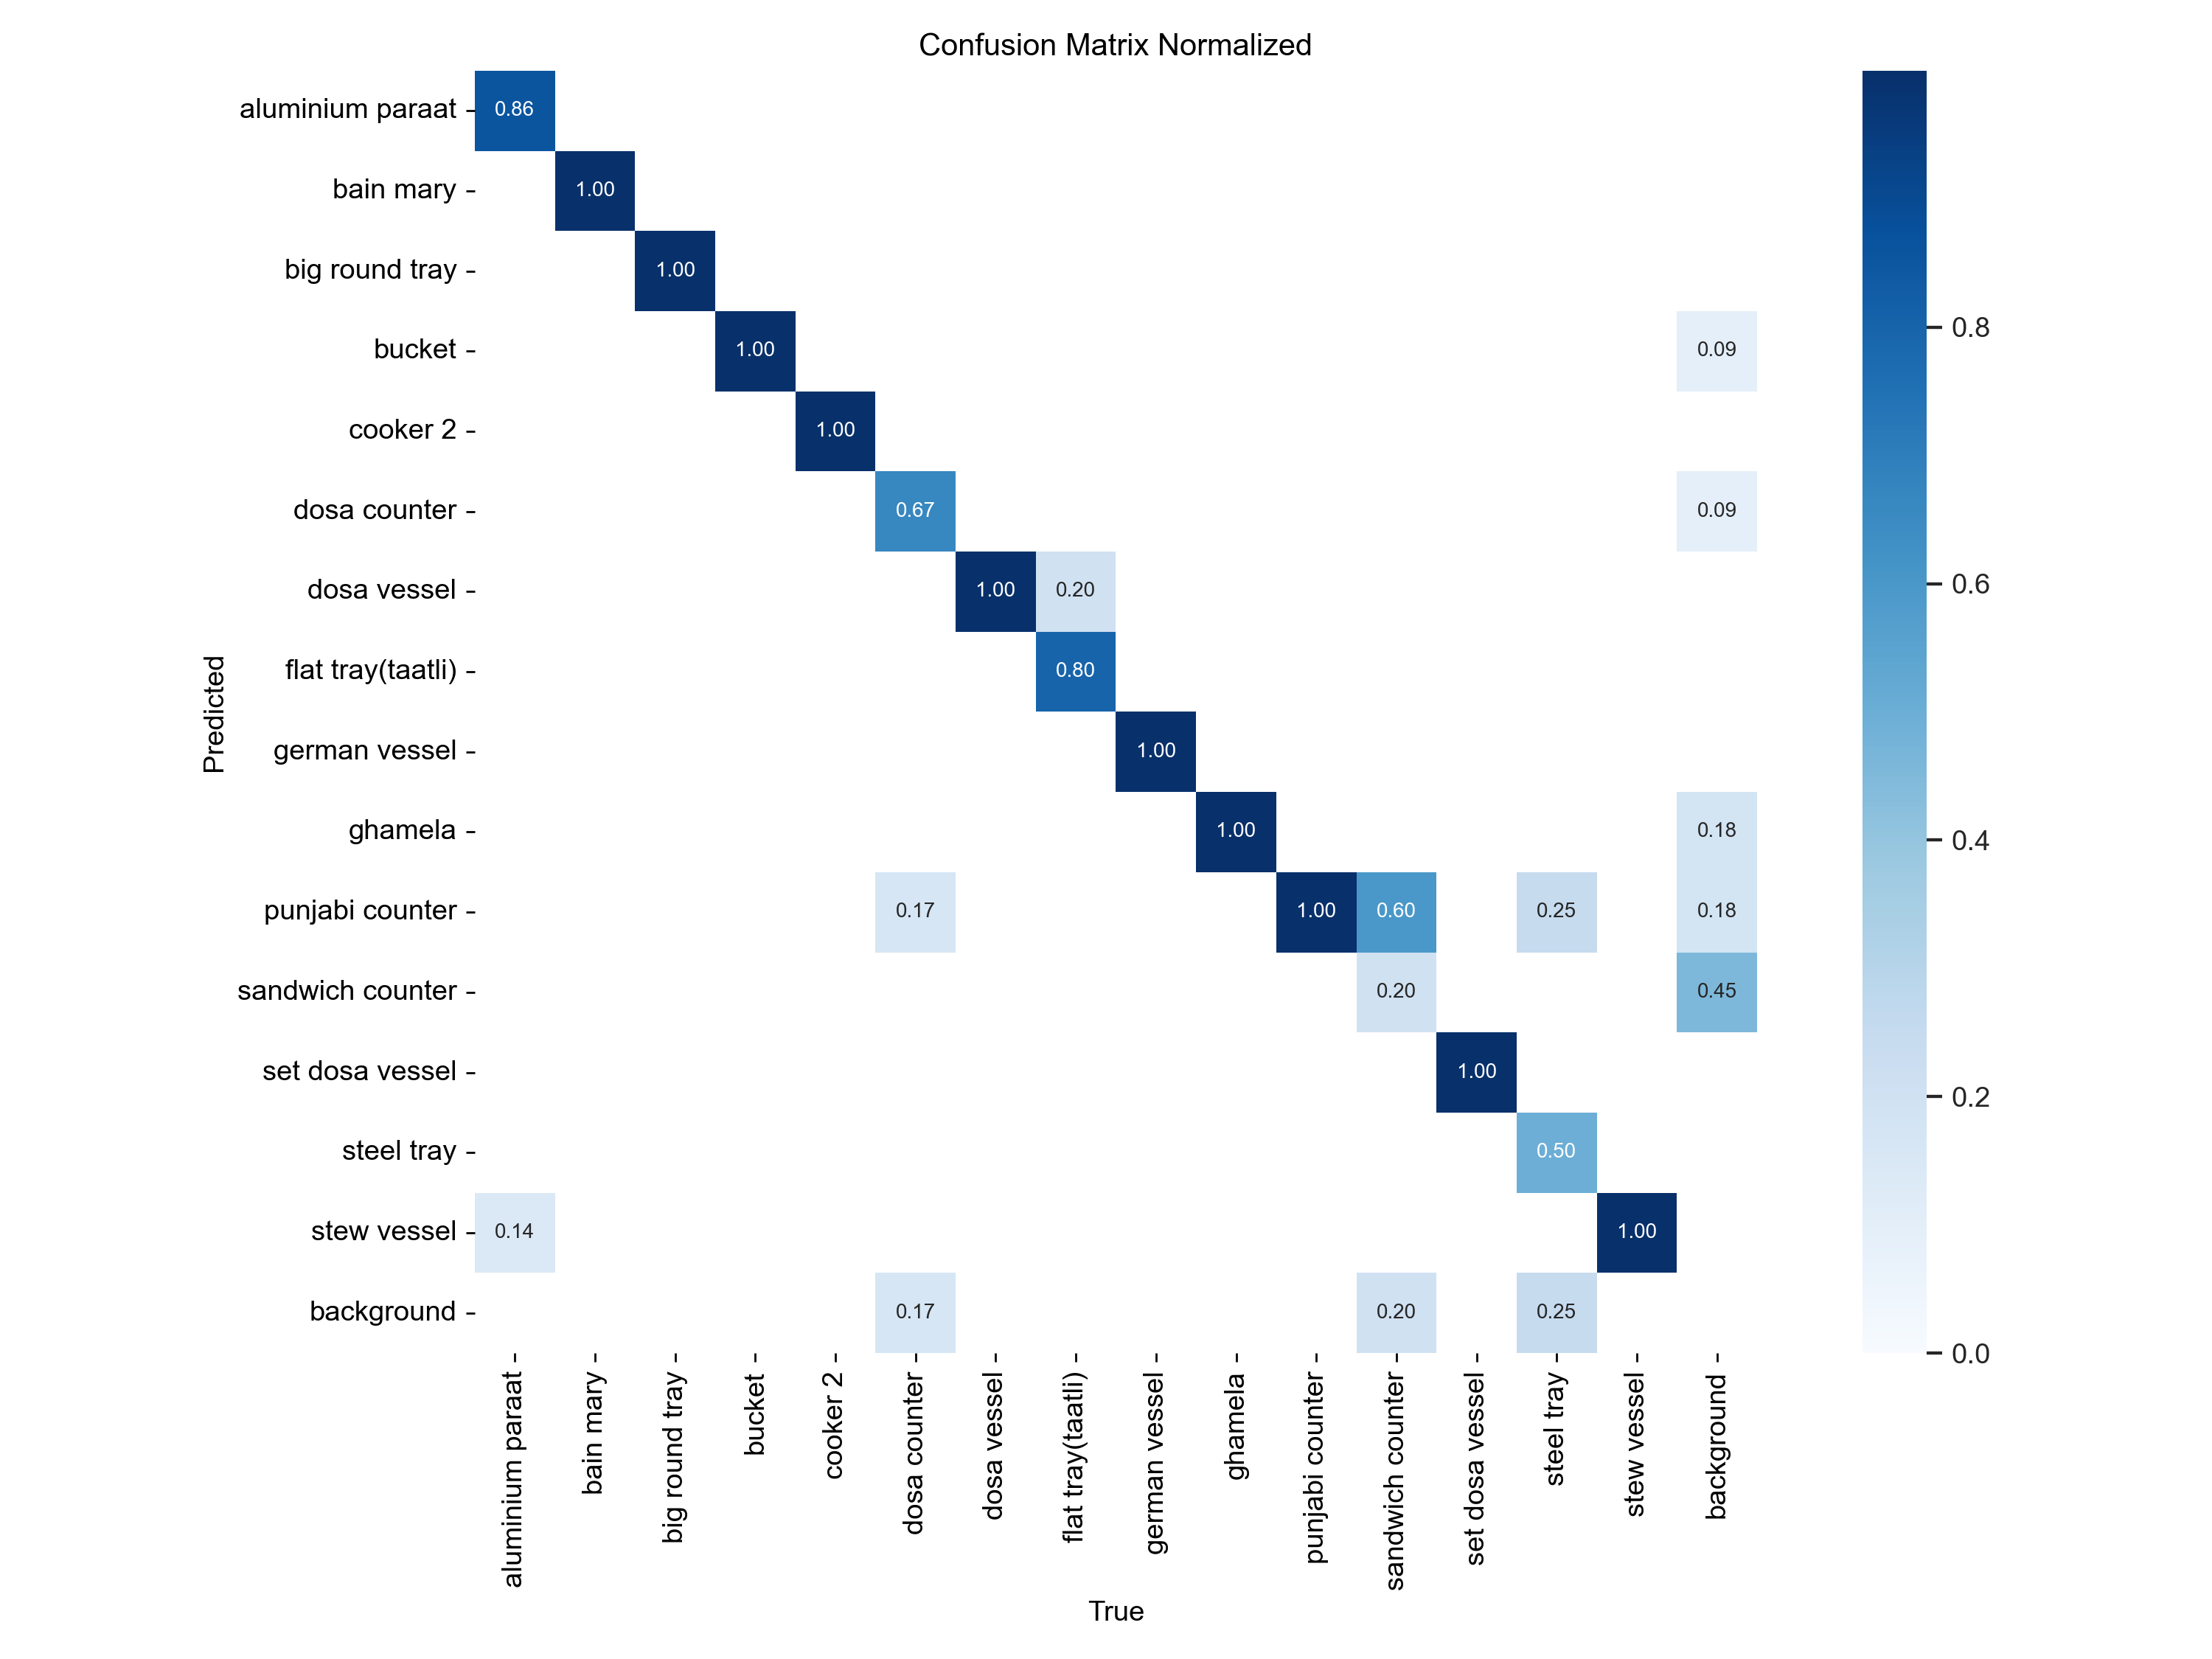 Confusion Matrix Normalized
aluminium paraat
0.86
bain mary
1.00
big round tray
1.00
bucket
1.00
0.09
0.8
cooker 2
1.00
dosa counter
0.67
0.09
0.6
dosa vessel
1.00
0.20
flat tray(taatli)
0.80
Predicted
german vessel
1.00
ghamela
1.00
0.18
0.4
punjabi counter
0.17
1.00
0.60
0.25
0.18
sandwich counter
0.20
0.45
set dosa vessel
1.00
0.2
steel tray
0.50
stew vessel
0.14
1.00
background
0.17
0.20
0.25
0.0
aluminium paraat
bain mary
big round tray
bucket
cooker 2
dosa counter
dosa vessel
flat tray(taatli)
german vessel
ghamela
punjabi counter
sandwich counter
set dosa vessel
steel tray
stew vessel
background
True